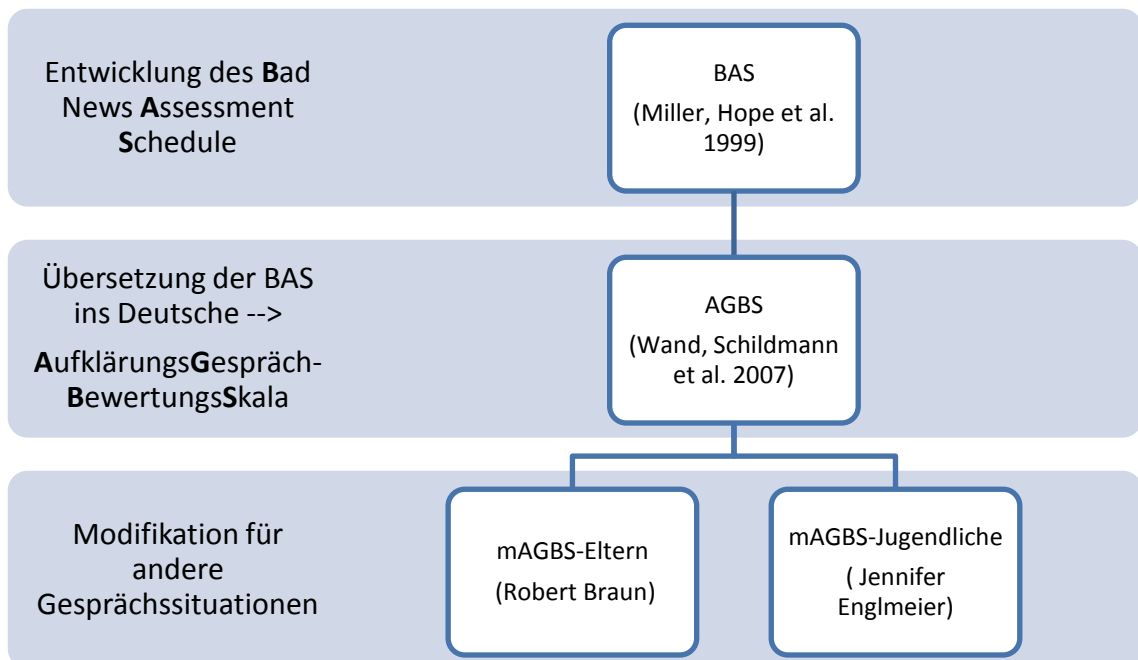 Entwicklung des Bad
News Assessment
Schedule
BAS
(Miller, Hope et al.
1999)
Übersetzung der BAS
ins Deutsche -->
AufklärungsGespräch-
BewertungsSkala
AGBS
(Wand, Schildmann
et al. 2007)
Modifikation für
andere
Gesprächssituationen
mAGBS-Eltern
(Robert Braun)
mAGBS-Jugendliche
( Jennifer
Englmeier)